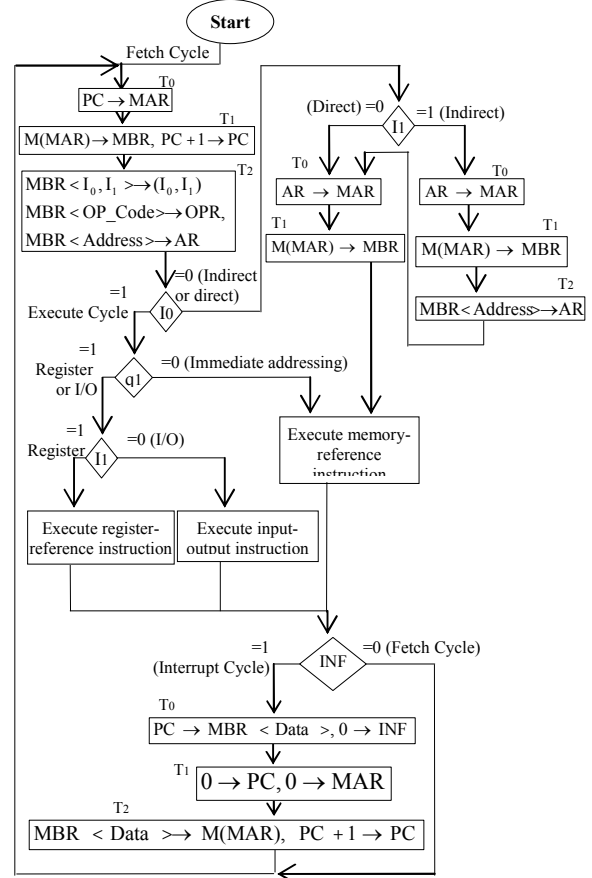 Start
Fetch Cycle
T0
PC → MAR
T1
M(MAR) → MBR, PC + 1 → PC
T2
MBR < I0, I1 > → (I0, I1)
MBR < OP_Code > → OPR,
MBR < Address > → AR
=0 (Indirect
or direct)
=1
Execute Cycle
I0
=1
Register
or I/O
q1
=0 (Immediate addressing)
=1
Register
I1
=0 (I/O)
(Direct) =0
I1
=1 (Indirect)
T0
AR → MAR
T1
M(MAR) → MBR
T0
AR → MAR
T1
M(MAR) → MBR
T2
MBR < Address > → AR
Execute memory-
reference
instruction
Execute register-
reference instruction
Execute input-
output instruction
=1
(Interrupt Cycle)
INF
=0 (Fetch Cycle)
T0
PC → MBR < Data >, 0 → INF
T1
0 → PC, 0 → MAR
T2
MBR < Data > → M(MAR), PC + 1 → PC